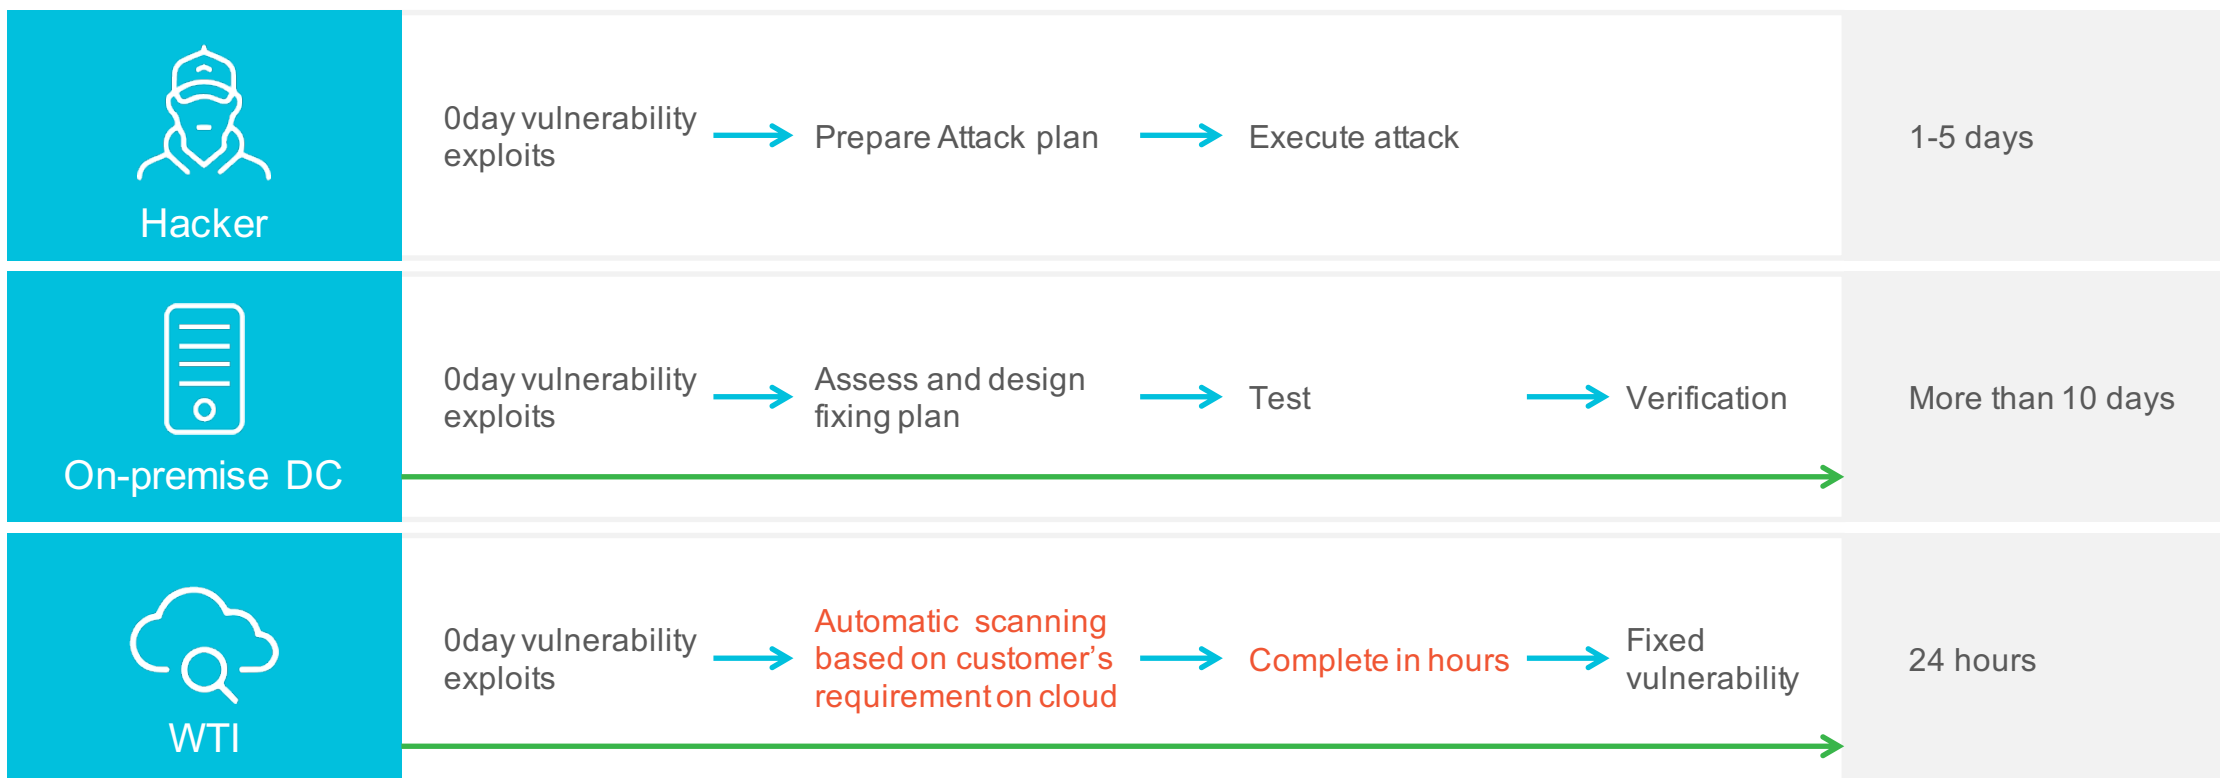 Hacker
0day vulnerability
exploits
Prepare Attack plan
Execute attack
1-5 days
On-premise DC
0day vulnerability
exploits
Assess and design
fixing plan
Test
Verification
More than 10 days
WTI
0day vulnerability
exploits
Automatic scanning
based on customer’s
requirement on cloud
Complete in hours
Fixed
vulnerability
24 hours